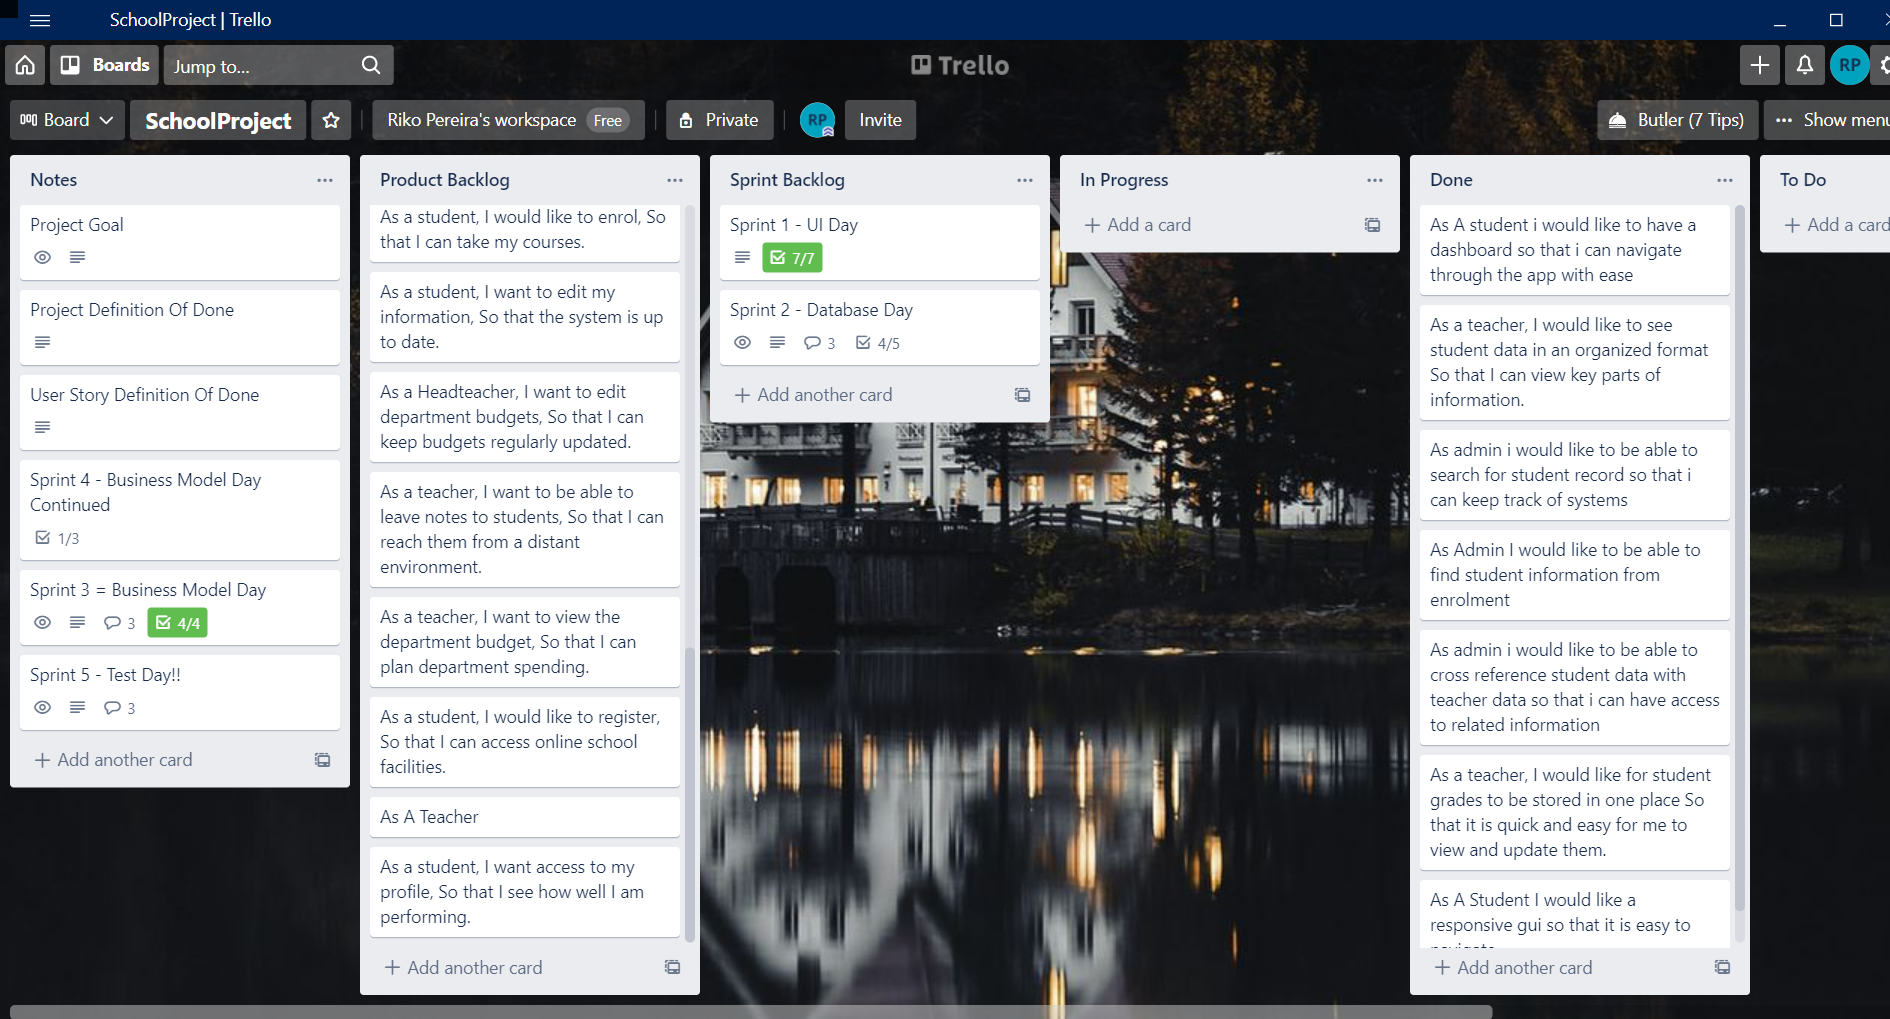 SchoolProject | Trello
Boards
Jump to...
Trello
RP
Board
SchoolProject
Riko Pereira's workspace Free
Private
RP
Invite
Butler (7 Tips)
Show menu
Notes
Project Goal
Project Definition Of Done
User Story Definition Of Done
Sprint 4 - Business Model Day
Continued
1/3
Sprint 3 = Business Model Day
3 4/4
Sprint 5 - Test Day!!
3
+ Add another card
Product Backlog
As a student, I would like to enrol, So
that I can take my courses.
As a student, I want to edit my
information, So that the system is up
to date.
As a Headteacher, I want to edit
department budgets, So that I can
keep budgets regularly updated.
As a teacher, I want to be able to
leave notes to students, So that I can
reach them from a distant
environment.
As a teacher, I want to view the
department budget, So that I can
plan department spending.
As a student, I would like to register,
So that I can access online school
facilities.
As A Teacher
As a student, I want access to my
profile, So that I see how well I am
performing.
+ Add another card
Sprint Backlog
Sprint 1 - UI Day
7/7
Sprint 2 - Database Day
3 4/5
+ Add another card
In Progress
+ Add a card
Done
As A student i would like to have a
dashboard so that i can navigate
through the app with ease
As a teacher, I would like to see
student data in an organized format
So that I can view key parts of
information.
As admin i would like to be able to
search for student record so that i
can keep track of systems
As Admin I would like to be able to
find student information from
enrolment
As admin i would like to be able to
cross reference student data with
teacher data so that i can have access
to related information
As a teacher, I would like for student
grades to be stored in one place So
that it is quick and easy for me to
view and update them.
As A Student I would like a
responsive gui so that it is easy to
+ Add another card
To Do
+ Add a card